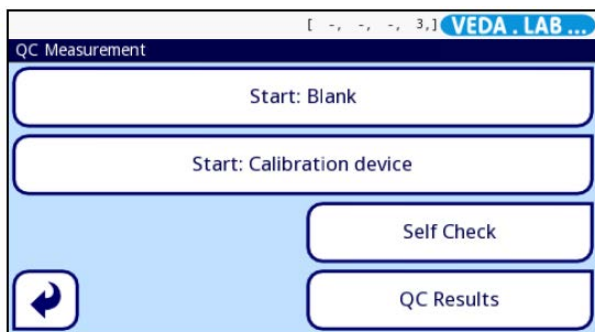 [ -, -, -, 3,] VEDA . LAB ...
QC Measurement
Start: Blank
Start: Calibration device
Self Check
QC Results